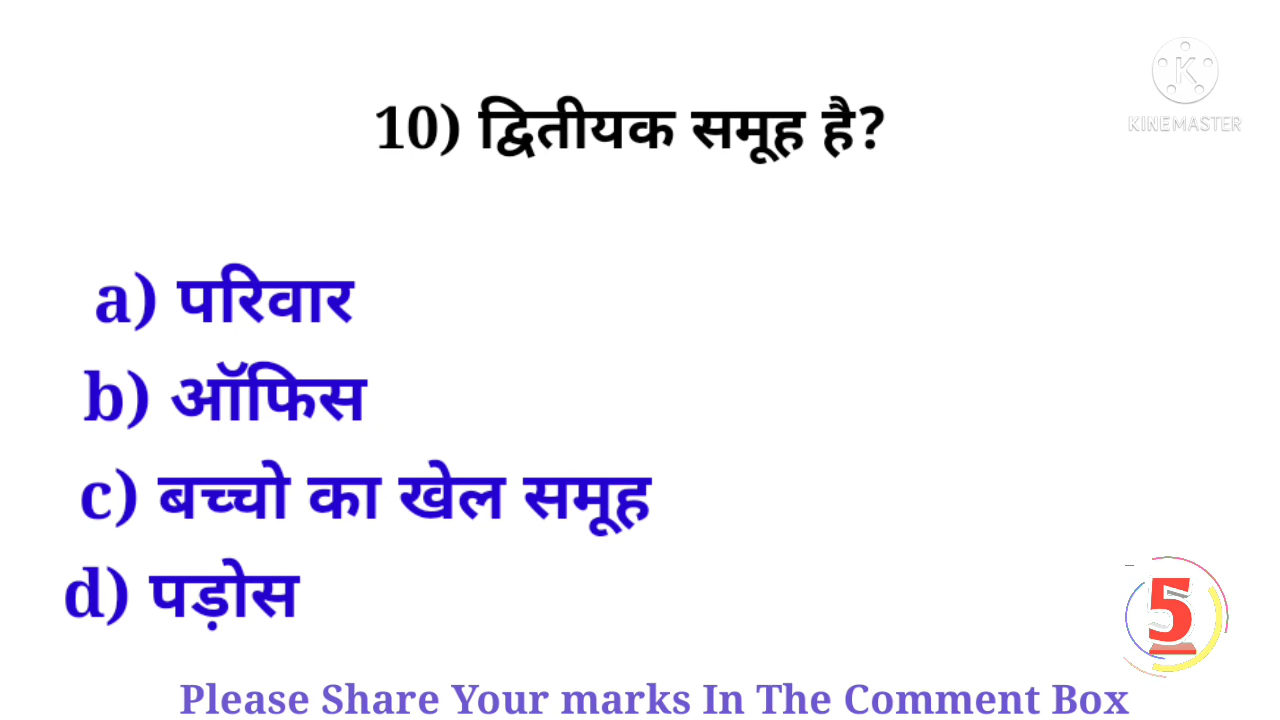 KINEMASTER
10) द्वितीयक समूह है?
a) परिवार
b) ऑफिस
c) बच्चो का खेल समूह
d) पड़ोस
5
Please Share Your marks In The Comment Box